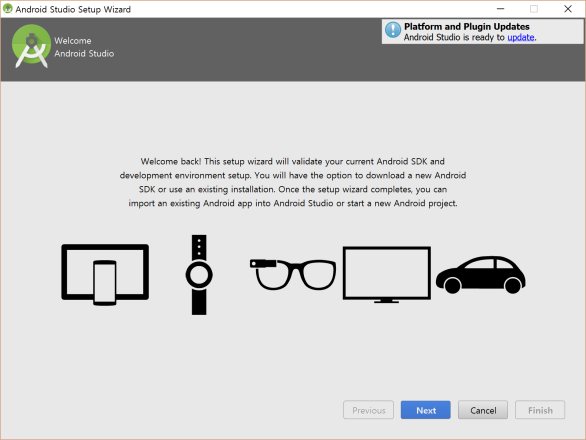 Android Studio Setup Wizard
Welcome
Android Studio
Platform and Plugin Updates
Android Studio is ready to update.
Welcome back! This setup wizard will validate your current Android SDK and
development environment setup. You will have the option to download a new Android
SDK or use an existing installation. Once the setup wizard completes, you can
import an existing Android app into Android Studio or start a new Android project.
Previous
Next
Cancel
Finish